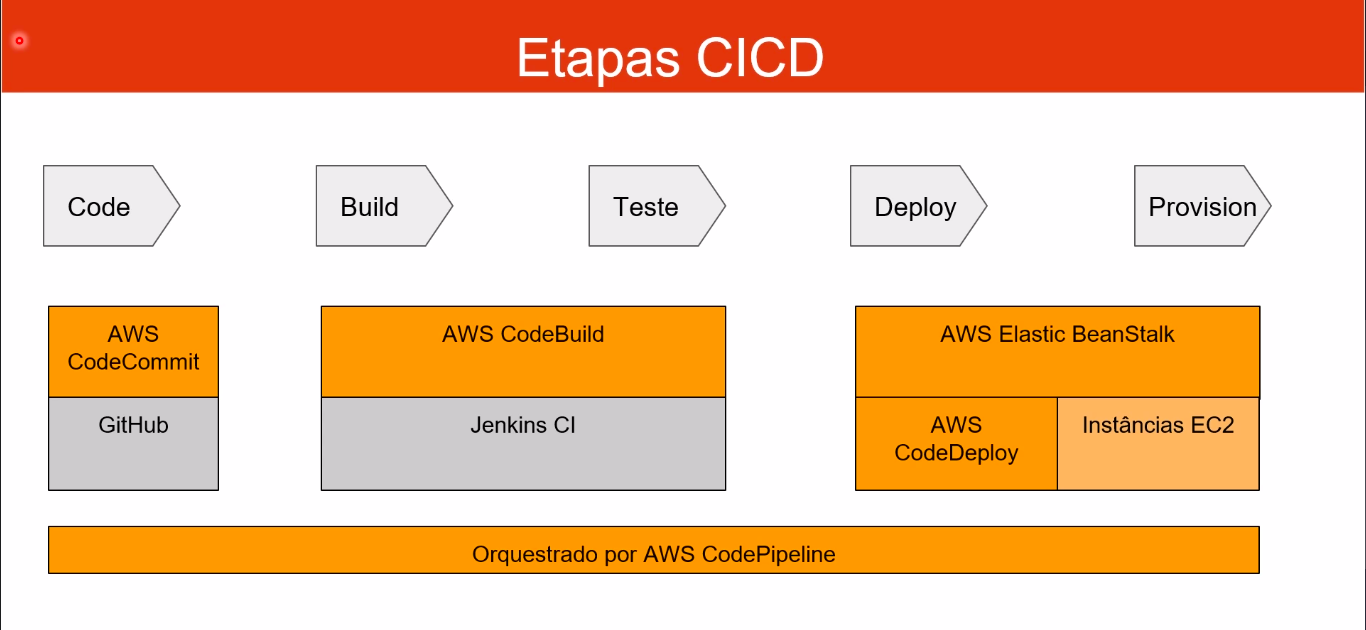 Etapas CICD
Code
Build
Teste
Deploy
Provision
AWS
CodeCommit
AWS CodeBuild
AWS Elastic BeanStalk
GitHub
Jenkins CI
AWS
CodeDeploy
Instâncias EC2
Orquestrado por AWS CodePipeline